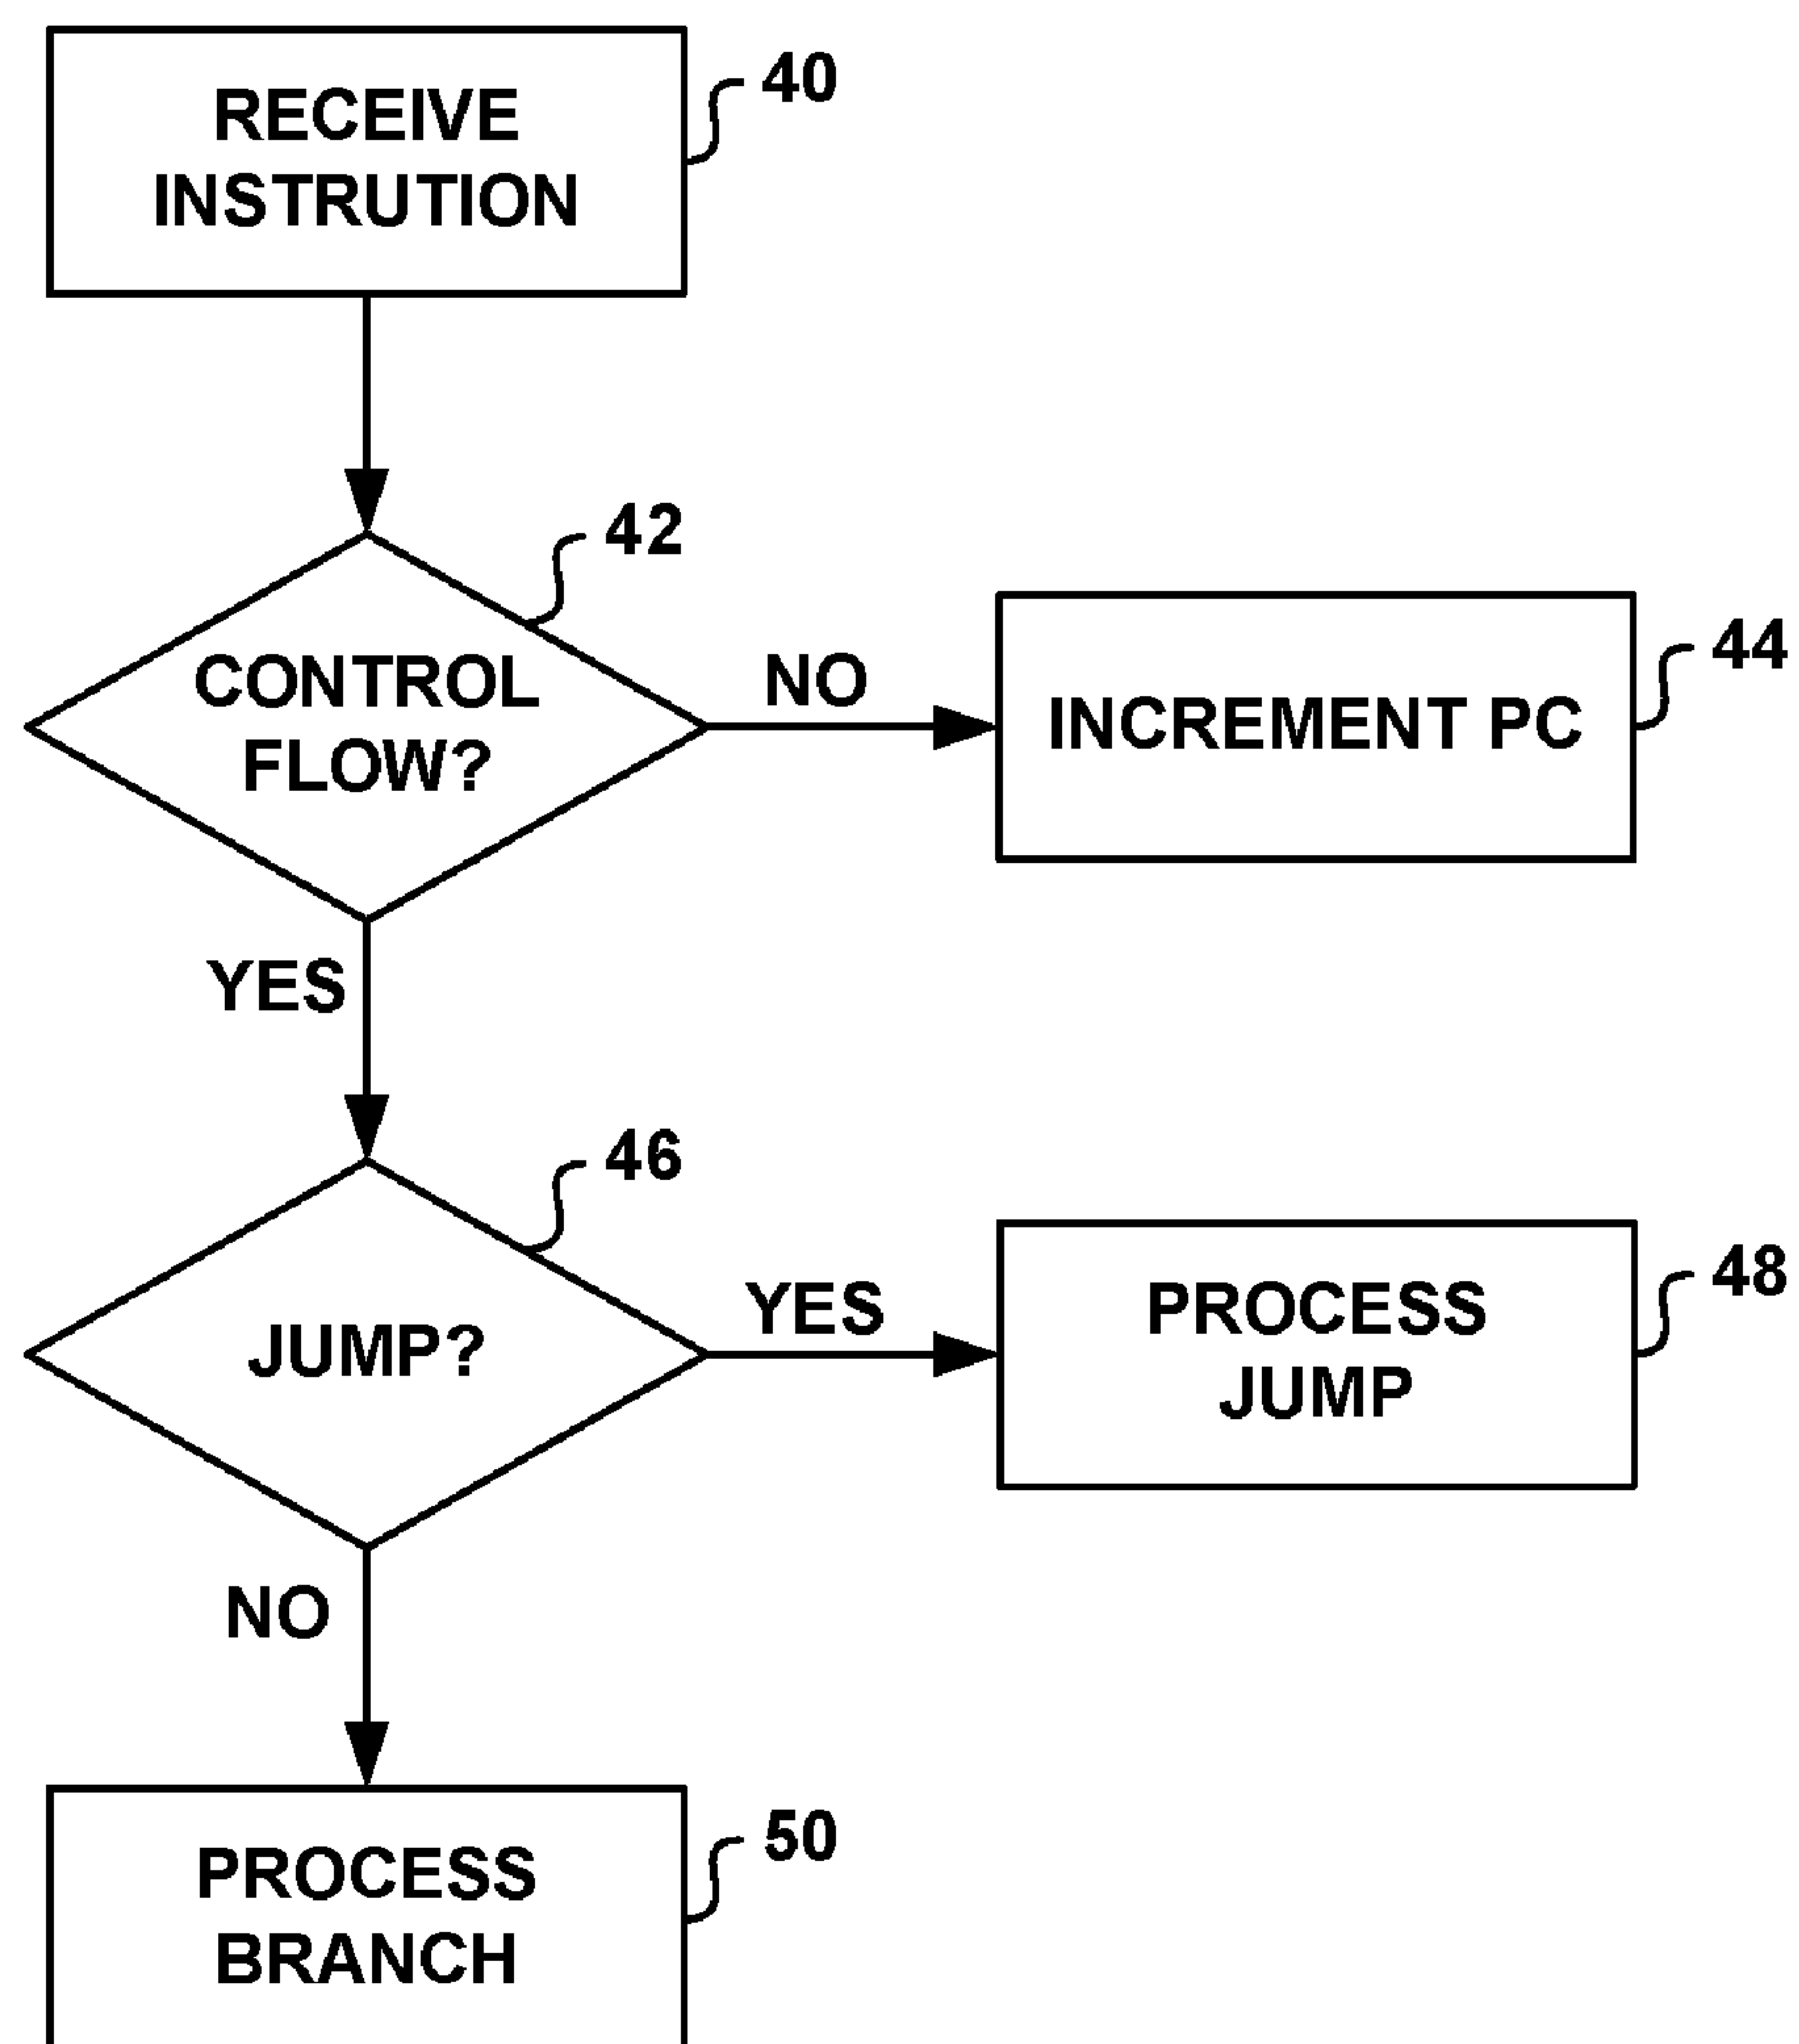 RECEIVE
INSTRUTION
40
42
CONTROL
FLOW?
NO
INCREMENT PC
44
YES
46
JUMP?
YES
PROCESS
JUMP
48
NO
PROCESS
BRANCH
50